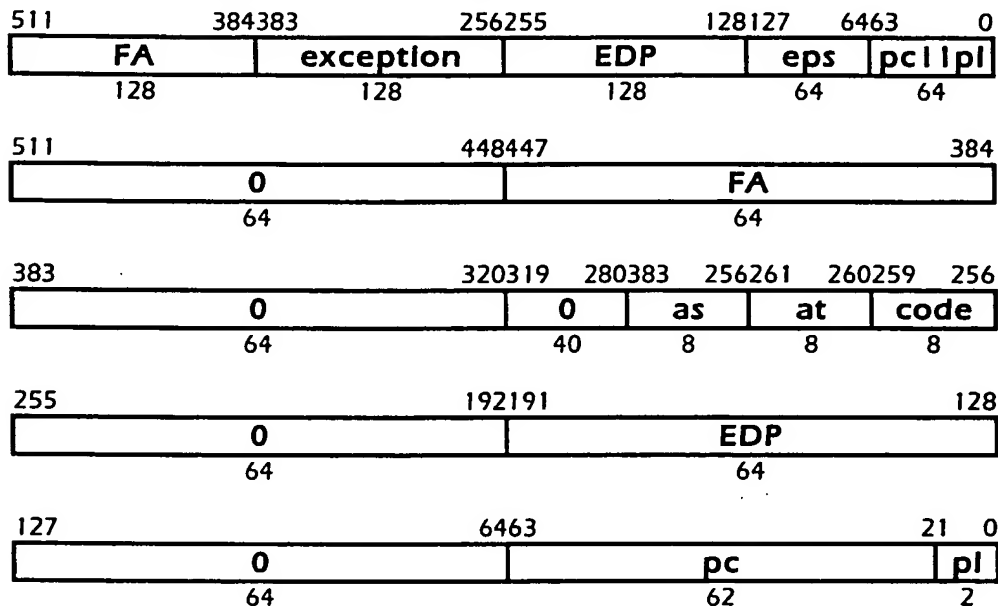 511 384383 256255 128127 6463 0
FA exception EDP eps pc||pl
128 128 128 64 64
511 448447 384
0 FA
64 64
383 320319 280383 256261 260259 256
0 0 as at code
64 40 8 8 8
255 192191 128
0 EDP
64 64
127 6463 21 0
0 pc pl
64 62 2